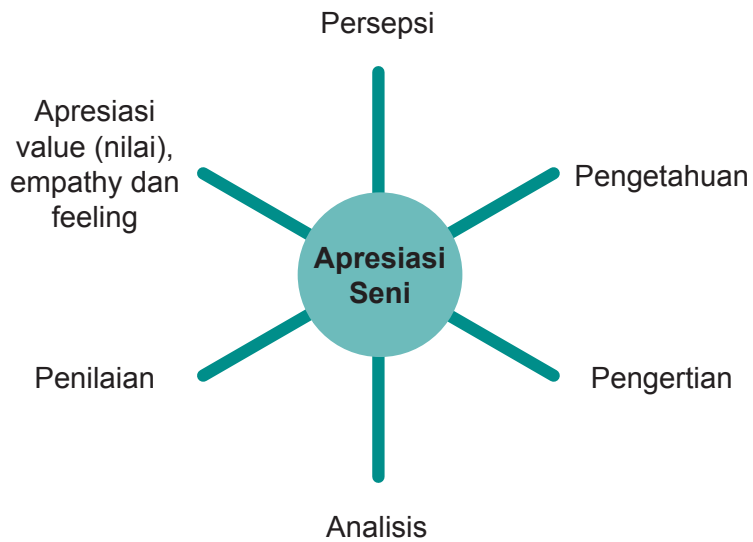 Persepsi
Apresiasi
value (nilai),
empathy dan
feeling
Pengetahuan
Apresiasi
Seni
Penilaian
Pengertian
Analisis